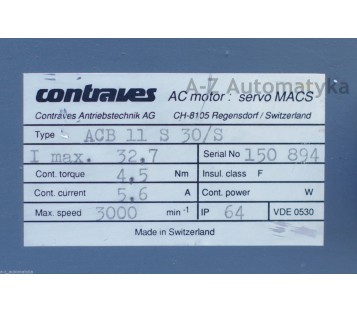 A-Z Automatyka
contraves AC motor : servo MACS
Contraves Antriebstechnik AG CH-8105 Regensdorf / Switzerland
Type ACB 11 S 30/S
I max. 32.7 Serial No 150 894
Cont. torque 4.5 Nm Insul. class F
Cont. current 5.6 A Cont. power W
Max. speed 3000 min⁻¹ IP 64 VDE 0530
Made in Switzerland
a-z_automatyka